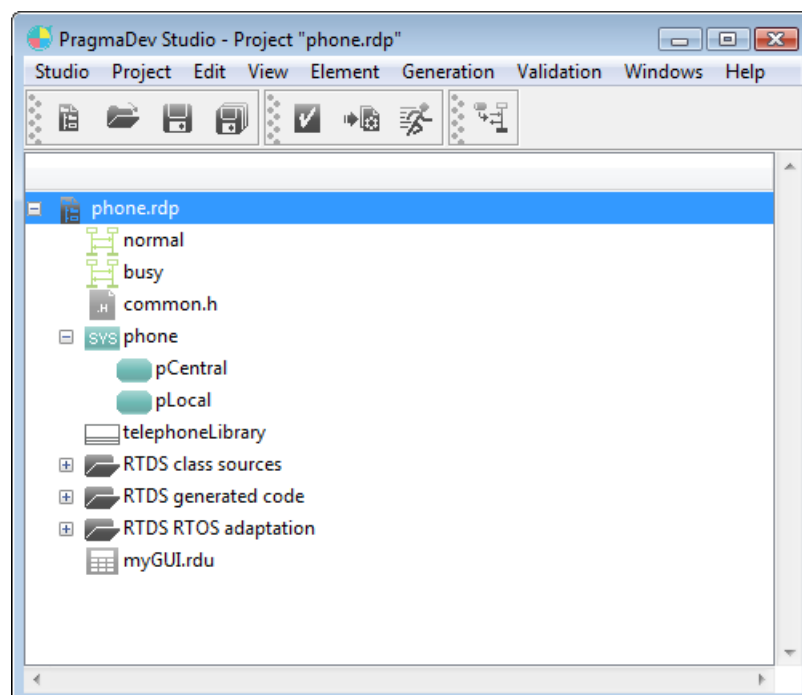 PragmaDev Studio - Project "phone.rdp"
Studio Project Edit View Element Generation Validation Windows Help
phone.rdp
normal
busy
.H common.h
SYS phone
pCentral
pLocal
telephoneLibrary
RTDS class sources
RTDS generated code
RTDS RTOS adaptation
myGUI.rdu